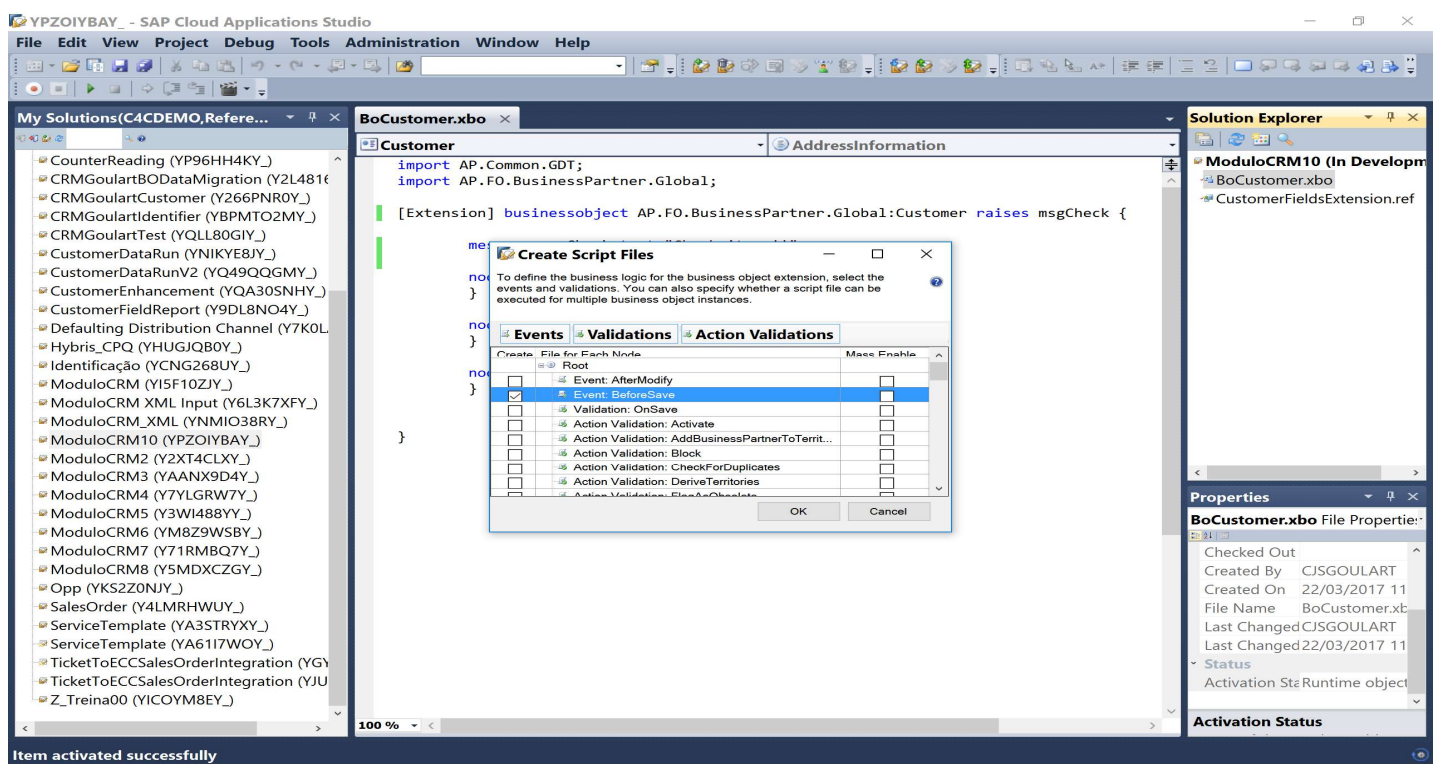 YPZOIYBAY_ - SAP Cloud Applications Studio
File Edit View Project Debug Tools Administration Window Help
My Solutions(C4CDEMO,Refere...
CounterReading (YP96HH4KY_)
CRMGoulartBODataMigration (Y2L4816
CRMGoulartCustomer (Y266PNR0Y_)
CRMGoulartIdentifier (YBPMTO2MY_)
CRMGoulartTest (YQLL80GIY_)
CustomerDataRun (YNIKYE8JY_)
CustomerDataRunV2 (YQ49QQGMY_)
CustomerEnhancement (YQA30SNHY_)
CustomerFieldReport (Y9DL8NO4Y_)
Defaulting Distribution Channel (Y7K0L
Hybris_CPQ (YHUGJQB0Y_)
Identificação (YCNG268UY_)
ModuloCRM (YI5F10ZJY_)
ModuloCRM XML Input (Y6L3K7XFY_)
ModuloCRM_XML (YNMIO38RY_)
ModuloCRM10 (YPZOIYBAY_)
ModuloCRM2 (Y2XT4CLXY_)
ModuloCRM3 (YAANX9D4Y_)
ModuloCRM4 (Y7YLGRW7Y_)
ModuloCRM5 (Y3WI488YY_)
ModuloCRM6 (YM8Z9WSBY_)
ModuloCRM7 (Y71RMBQ7Y_)
ModuloCRM8 (Y5MDXCZGY_)
Opp (YKS2Z0NJY_)
SalesOrder (Y4LMRHWUY_)
ServiceTemplate (YA3STRYXY_)
ServiceTemplate (YA61I7WOY_)
TicketToECCSalesOrderIntegration (YGY
TicketToECCSalesOrderIntegration (YJU
Z_Treina00 (YICOYM8EY_)
BoCustomer.xbo
Customer
AddressInformation
import AP.Common.GDT;
import AP.FO.BusinessPartner.Global;
[Extension] businessobject AP.FO.BusinessPartner.Global:Customer raises msgCheck {
}
}
}
}
100 %
Create Script Files
To define the business logic for the business object extension, select the
events and validations. You can also specify whether a script file can be
executed for multiple business object instances.
Events Validations Action Validations
Create File for Each Node Mass Enable
Root
Event: AfterModify
Event: BeforeSave
Validation: OnSave
Action Validation: Activate
Action Validation: AddBusinessPartnerToTerrit...
Action Validation: Block
Action Validation: CheckForDuplicates
Action Validation: DeriveTerritories
Action Validation: FlagAsObsolete
OK Cancel
Solution Explorer
ModuloCRM10 (In Developm
BoCustomer.xbo
CustomerFieldsExtension.ref
Properties
BoCustomer.xbo File Properties
Checked Out
Created By CJSGOULART
Created On 22/03/2017 11
File Name BoCustomer.xb
Last Changed CJSGOULART
Last Changed 22/03/2017 11
Status
Activation Sta Runtime object
Activation Status
Item activated successfully